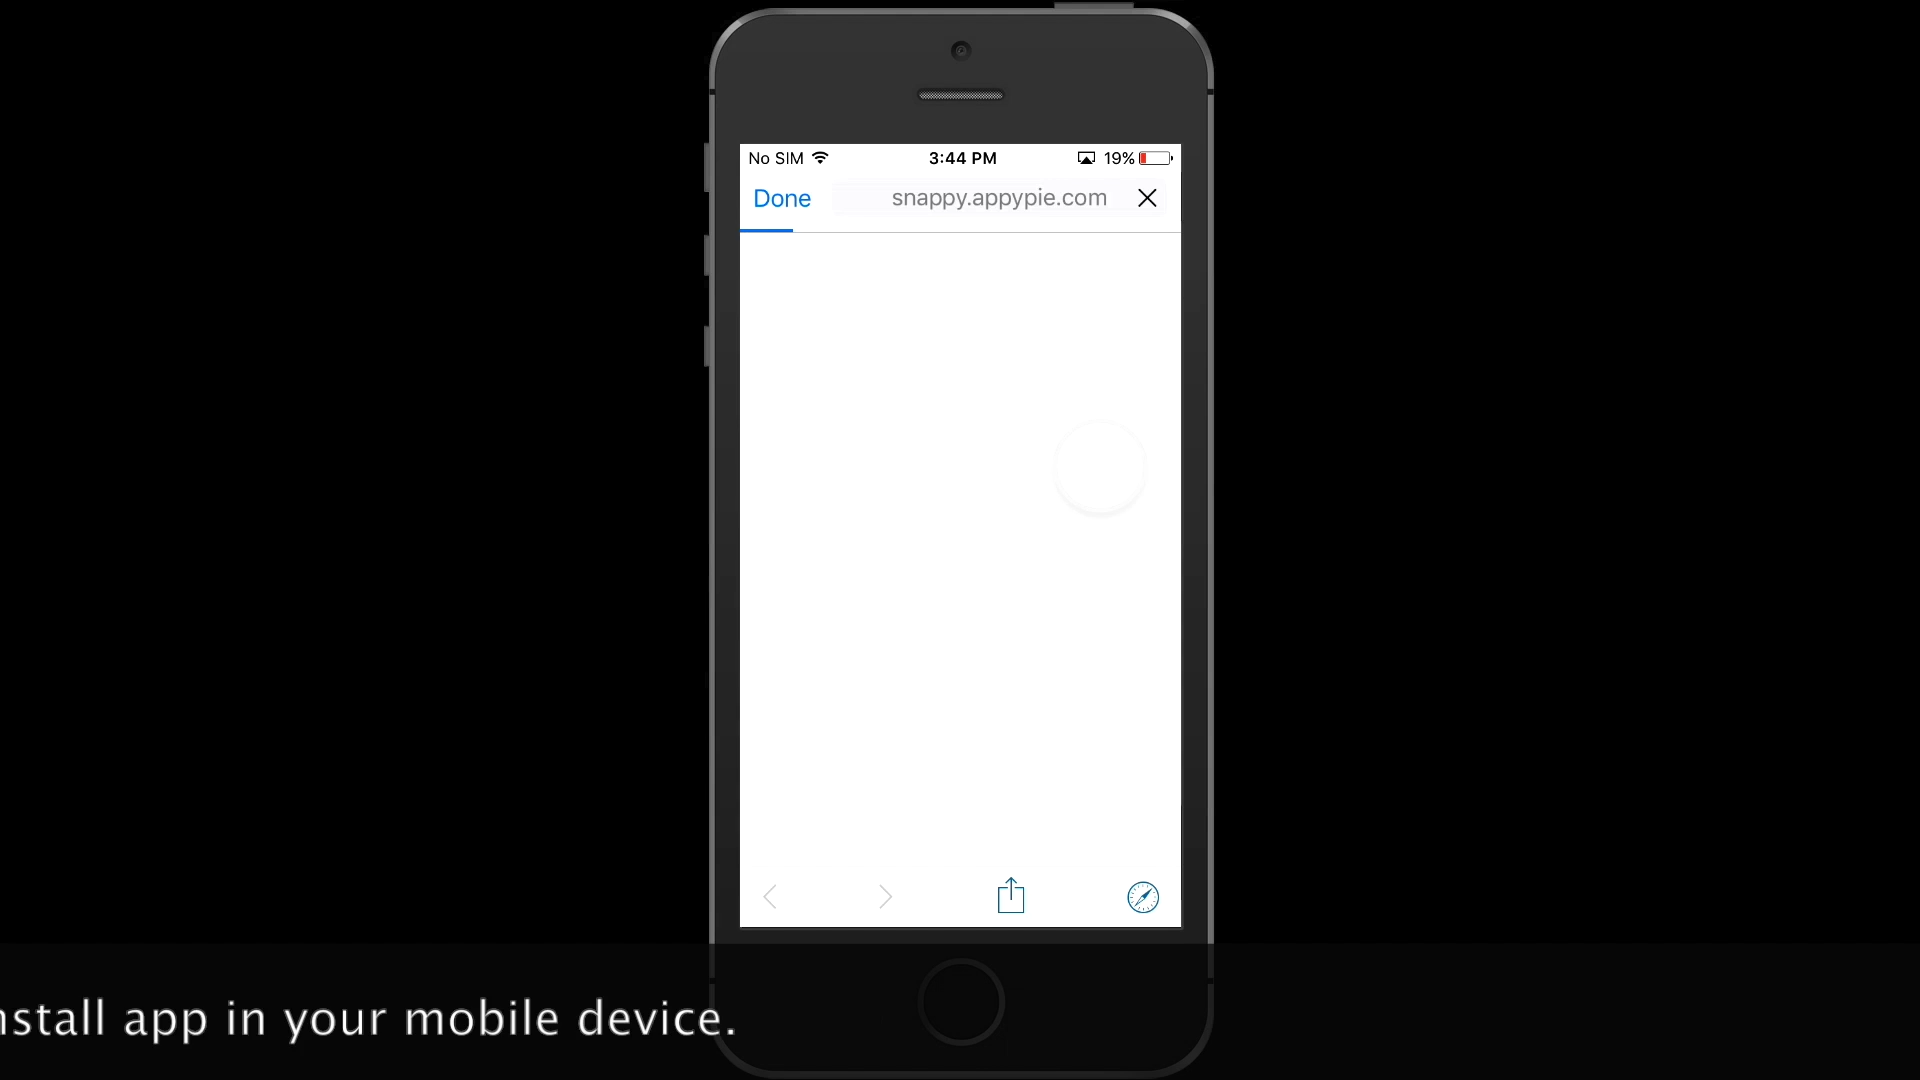 No SIM 3:44 PM 19%
Done snappy.appypie.com
nstall app in your mobile device.